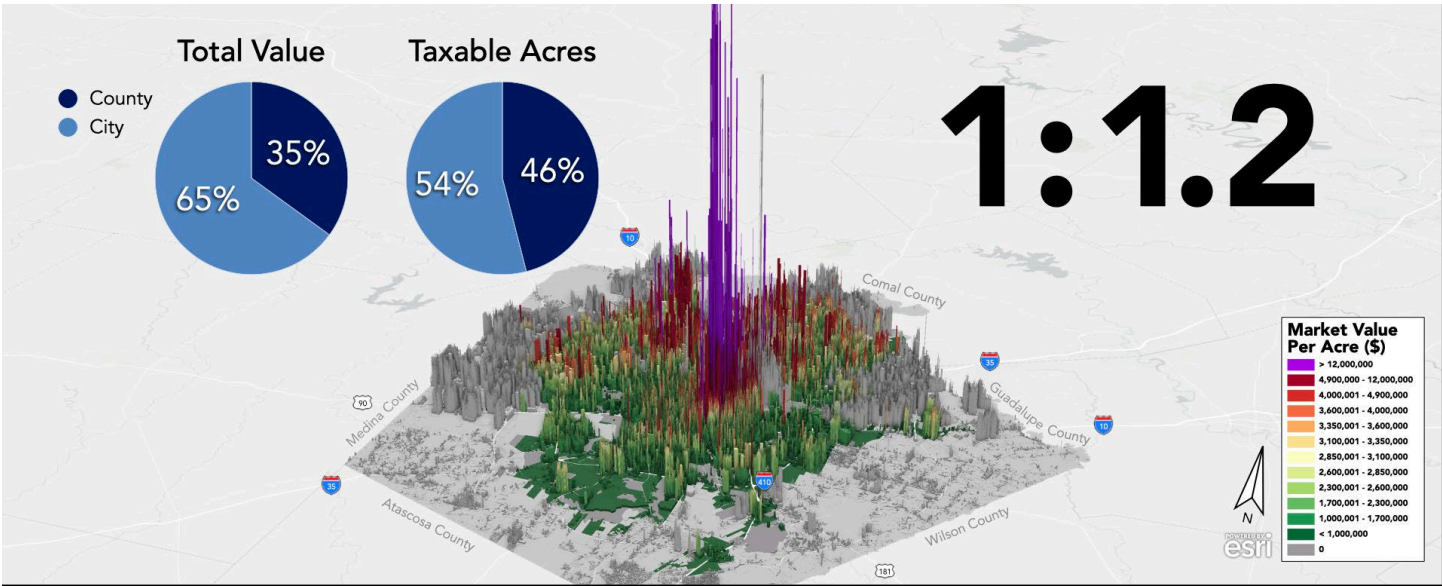 Total Value
Taxable Acres
County
City
35%
65%
54%
46%
1:1.2
10
Comal County
35
Guadalupe County
10
90
Medina County
35
Atascosa County
410
Wilson County
181
N
POWERED BY
esri
Market Value
Per Acre ($)
> 12,000,000
4,900,000 - 12,000,000
4,000,001 - 4,900,000
3,600,001 - 4,000,000
3,350,001 - 3,600,000
3,100,001 - 3,350,000
2,850,001 - 3,100,000
2,600,001 - 2,850,000
2,300,001 - 2,600,000
1,700,001 - 2,300,000
1,000,001 - 1,700,000
< 1,000,000
0